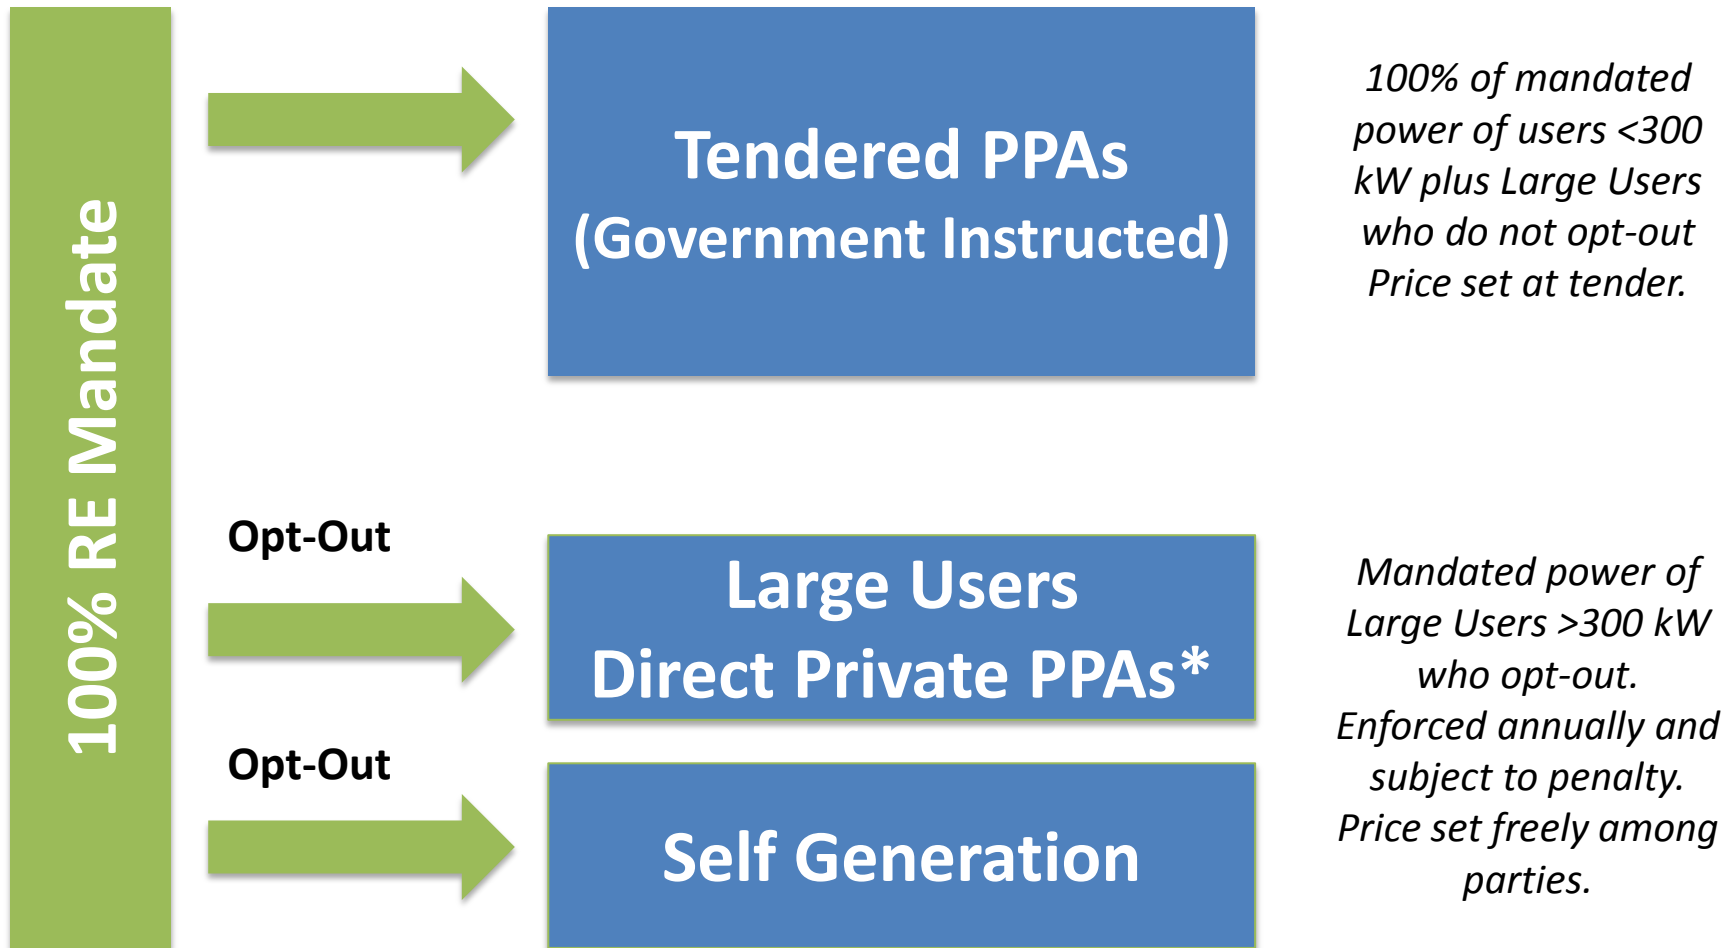 100% RE Mandate
Tendered PPAs
(Government Instructed)
100% of mandated
power of users <300
kW plus Large Users
who do not opt-out
Price set at tender.
Opt-Out
Large Users
Direct Private PPAs*
Opt-Out
Self Generation
Mandated power of
Large Users >300 kW
who opt-out.
Enforced annually and
subject to penalty.
Price set freely among
parties.